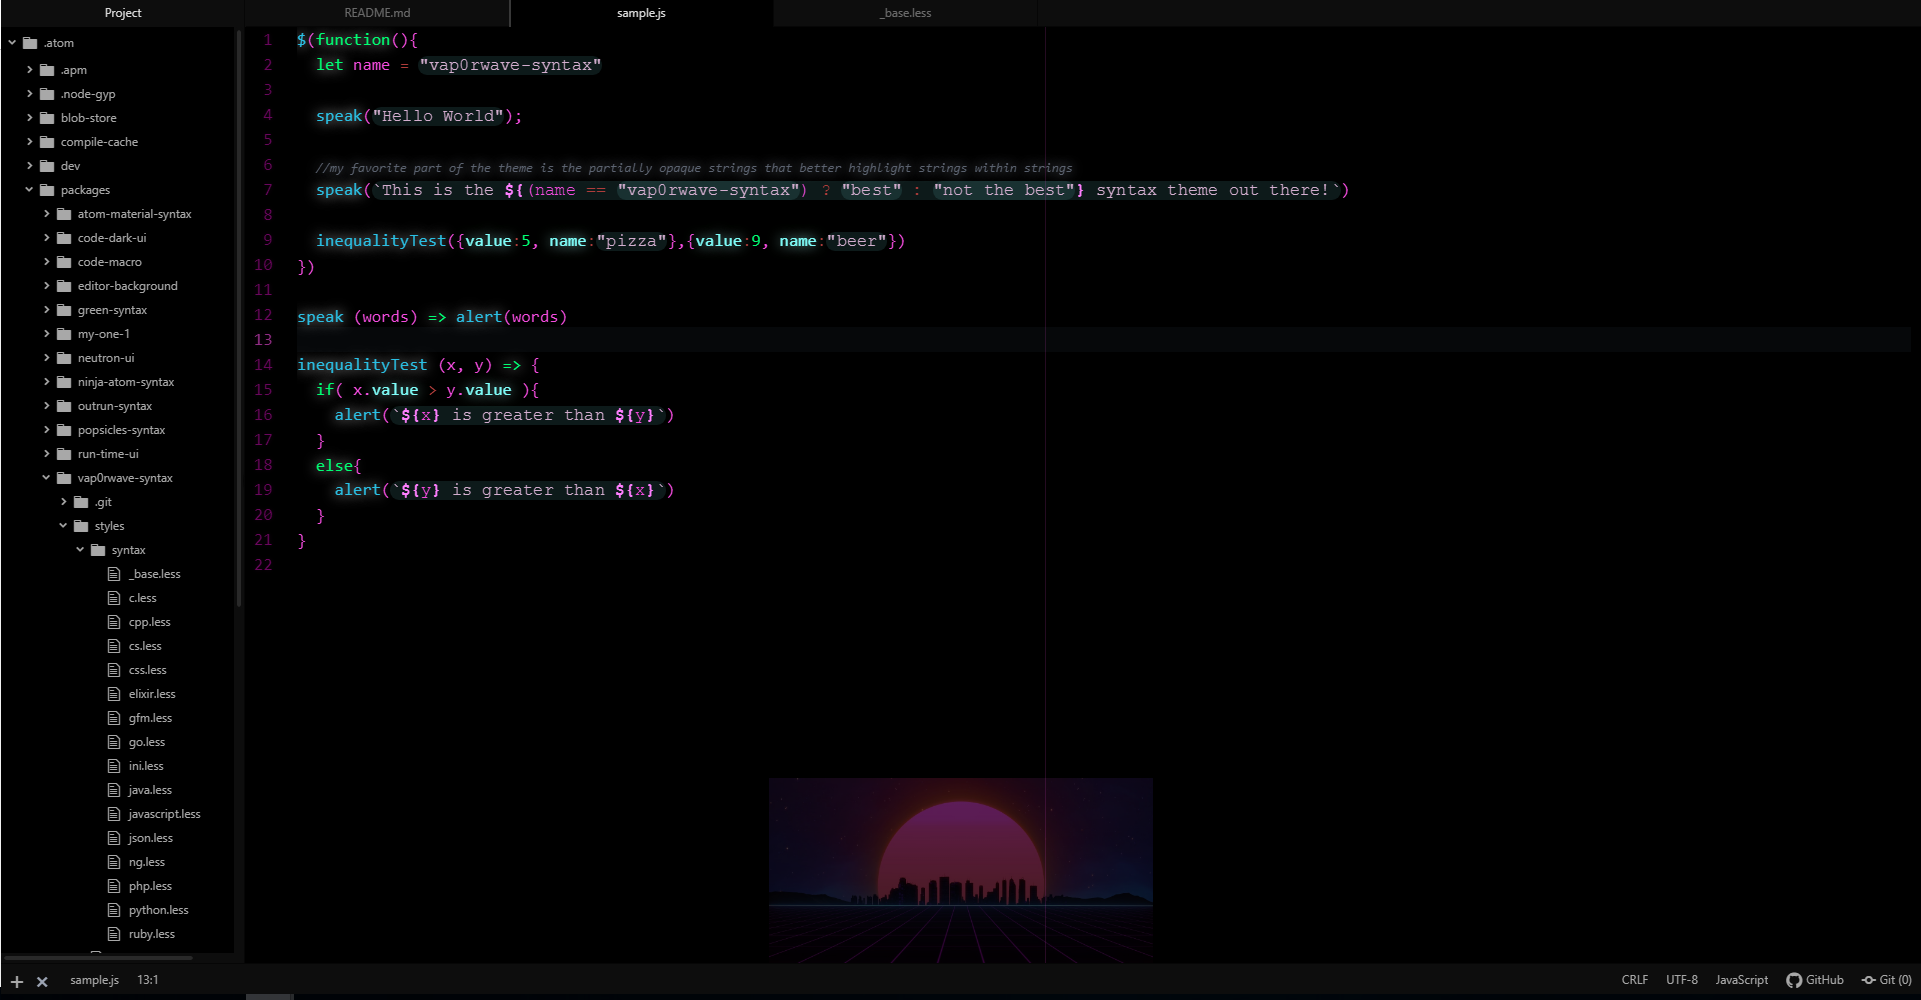 Project
README.md
sample.js
_base.less
.atom
.apm
.node-gyp
blob-store
compile-cache
dev
packages
atom-material-syntax
code-dark-ui
code-macro
editor-background
green-syntax
my-one-1
neutron-ui
ninja-atom-syntax
outrun-syntax
popsicles-syntax
run-time-ui
vap0rwave-syntax
.git
styles
syntax
_base.less
c.less
cpp.less
cs.less
css.less
elixir.less
gfm.less
go.less
ini.less
java.less
javascript.less
json.less
ng.less
php.less
python.less
ruby.less
1 $(function(){
2 let name = "vap0rwave-syntax"
3
4 speak("Hello World");
5
6 //my favorite part of the theme is the partially opaque strings that better highlight strings within strings
7 speak(`This is the ${(name == "vap0rwave-syntax") ? "best" : "not the best"} syntax theme out there!`)
8
9 inequalityTest({value:5, name:"pizza"},{value:9, name:"beer"})
10 })
11
12 speak (words) => alert(words)
13
14 inequalityTest (x, y) => {
15 if( x.value > y.value ){
16 alert(`${x} is greater than ${y}`)
17 }
18 else{
19 alert(`${y} is greater than ${x}`)
20 }
21 }
22
sample.js 13:1
CRLF UTF-8 JavaScript GitHub Git (0)